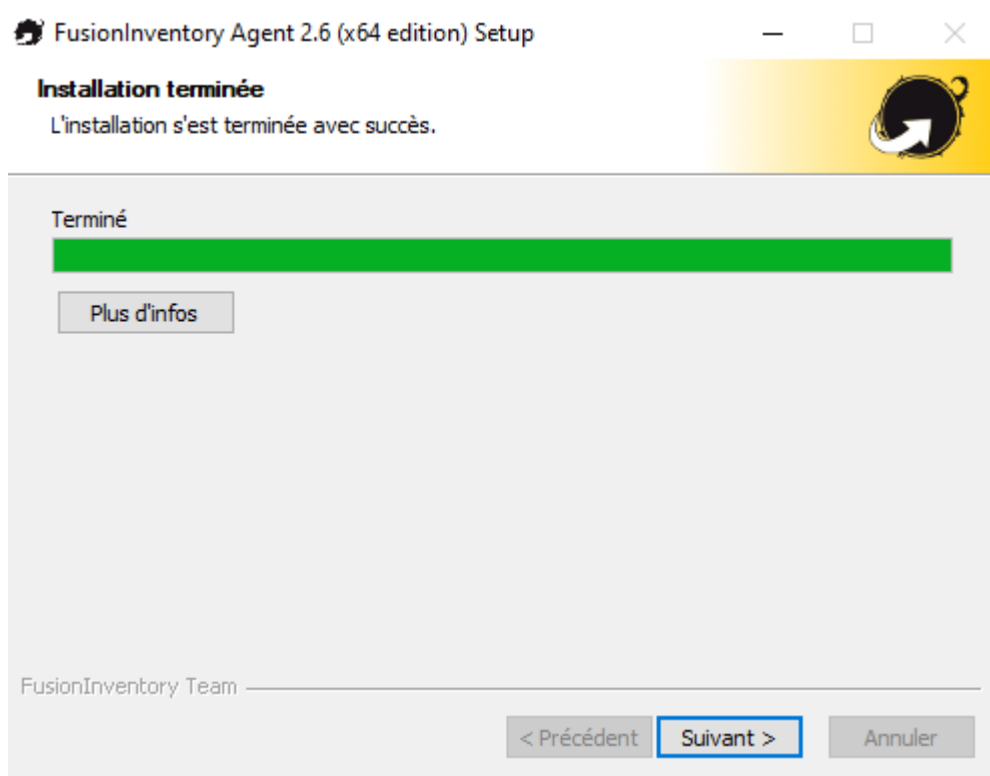 FusionInventory Agent 2.6 (x64 edition) Setup
Installation terminée
L'installation s'est terminée avec succès.
Terminé
Plus d'infos
FusionInventory Team
< Précédent
Suivant >
Annuler